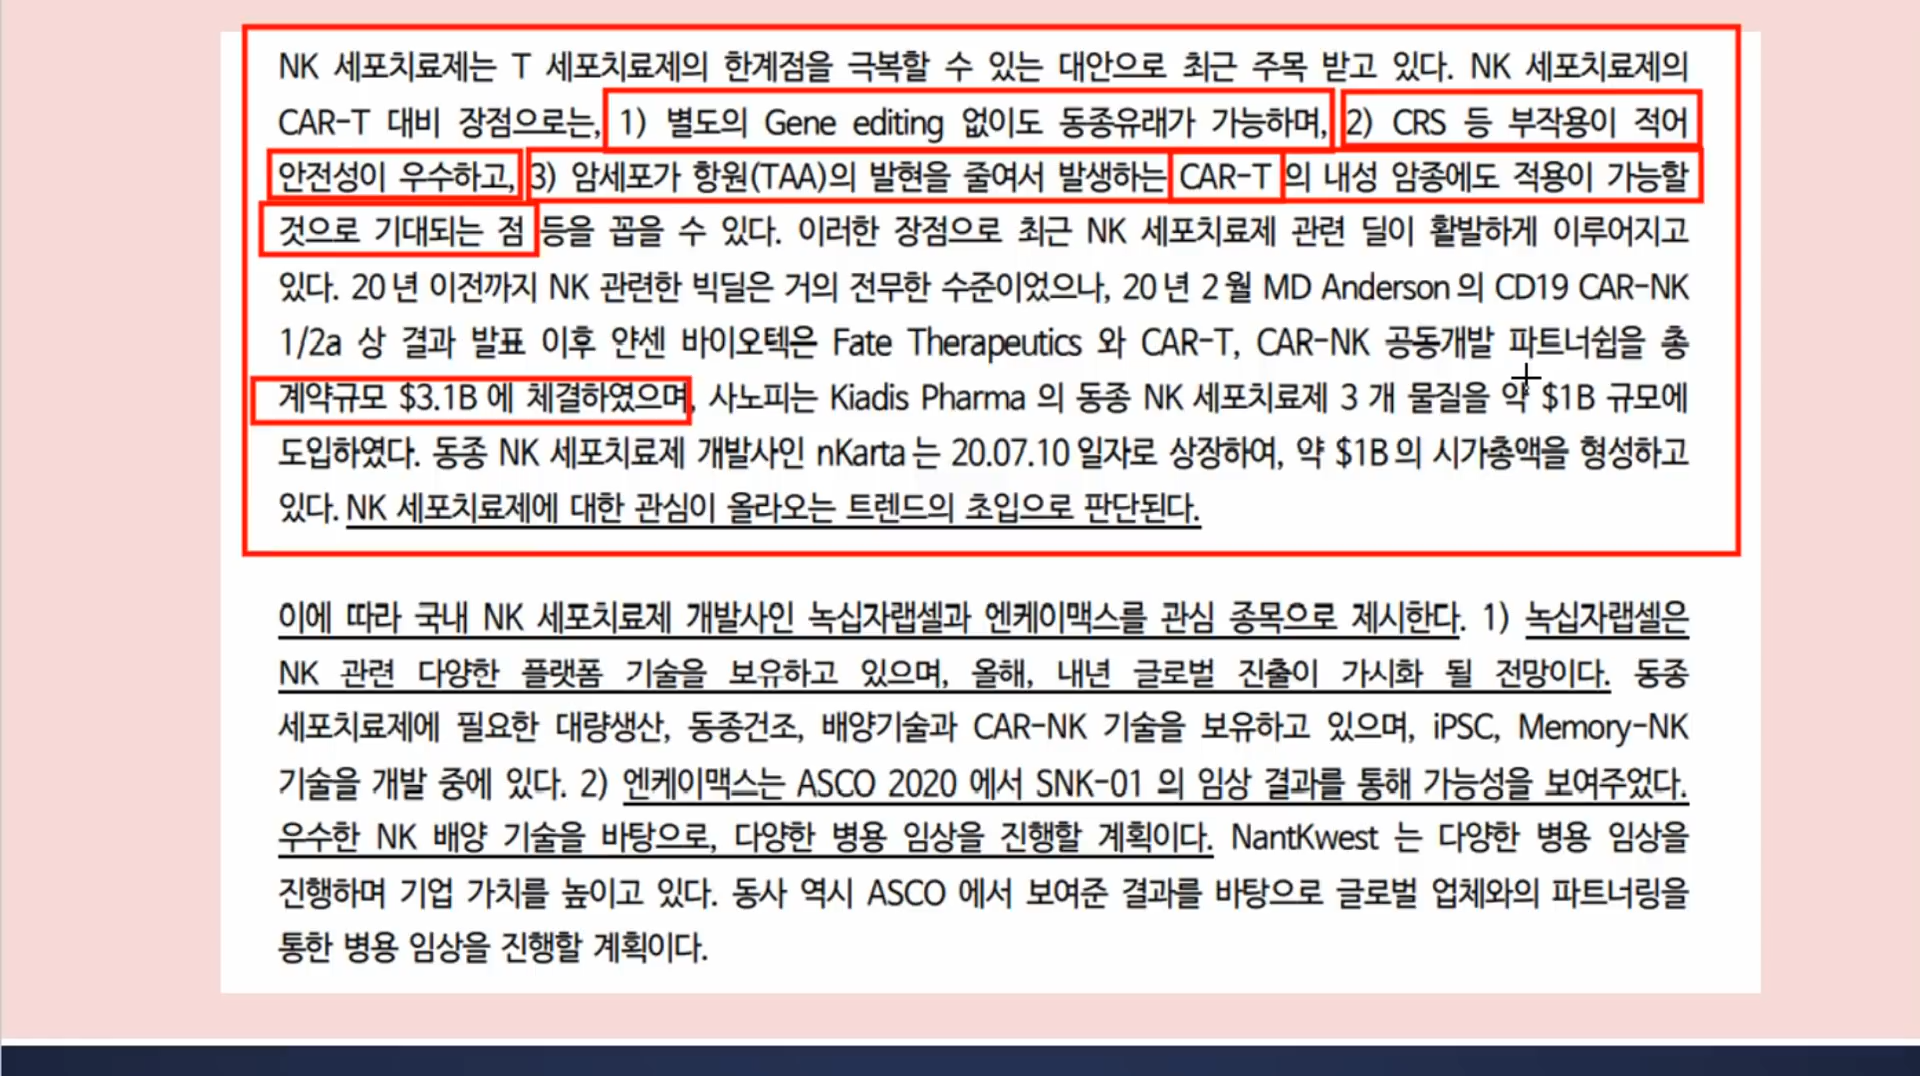 NK 세포치료제는 T 세포치료제의 한계점을 극복할 수 있는 대안으로 최근 주목 받고 있다. NK 세포치료제의
CAR-T 대비 장점으로는, 1) 별도의 Gene editing 없이도 동종유래가 가능하며, 2) CRS 등 부작용이 적어
안전성이 우수하고, 3) 암세포가 항원(TAA)의 발현을 줄여서 발생하는 CAR-T 의 내성 암종에도 적용이 가능할
것으로 기대되는 점 등을 꼽을 수 있다. 이러한 장점으로 최근 NK 세포치료제 관련 딜이 활발하게 이루어지고
있다. 20 년 이전까지 NK 관련한 빅딜은 거의 전무한 수준이었으나, 20 년 2 월 MD Anderson 의 CD19 CAR-NK
1/2a 상 결과 발표 이후 얀센 바이오텍은 Fate Therapeutics 와 CAR-T, CAR-NK 공동개발 파트너쉽을 총
계약규모 $3.1B 에 체결하였으며, 사노피는 Kiadis Pharma 의 동종 NK 세포치료제 3 개 물질을 약 $1B 규모에
도입하였다. 동종 NK 세포치료제 개발사인 nKarta 는 20.07.10 일자로 상장하여, 약 $1B 의 시가총액을 형성하고
있다. NK 세포치료제에 대한 관심이 올라오는 트렌드의 초입으로 판단된다.
이에 따라 국내 NK 세포치료제 개발사인 녹십자랩셀과 엔케이맥스를 관심 종목으로 제시한다. 1) 녹십자랩셀은
NK 관련 다양한 플랫폼 기술을 보유하고 있으며, 올해, 내년 글로벌 진출이 가시화 될 전망이다. 동종
세포치료제에 필요한 대량생산, 동종건조, 배양기술과 CAR-NK 기술을 보유하고 있으며, iPSC, Memory-NK
기술을 개발 중에 있다. 2) 엔케이맥스는 ASCO 2020 에서 SNK-01 의 임상 결과를 통해 가능성을 보여주었다.
우수한 NK 배양 기술을 바탕으로, 다양한 병용 임상을 진행할 계획이다. NantKwest 는 다양한 병용 임상을
진행하며 기업 가치를 높이고 있다. 동사 역시 ASCO 에서 보여준 결과를 바탕으로 글로벌 업체와의 파트너링을
통한 병용 임상을 진행할 계획이다.